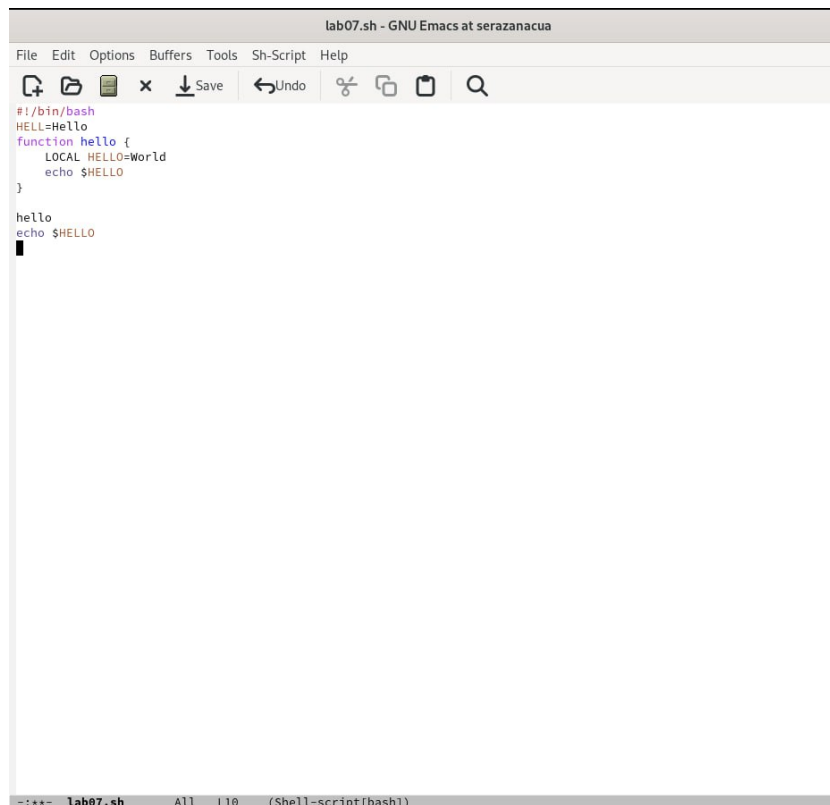 lab07.sh - GNU Emacs at serazanacua
File Edit Options Buffers Tools Sh-Script Help
Save Undo
#!/bin/bash
HELL=Hello
function hello {
    LOCAL HELLO=World
    echo $HELLO
}
hello
echo $HELLO
-:**- lab07.sh All L10 (Shell-script[bash])